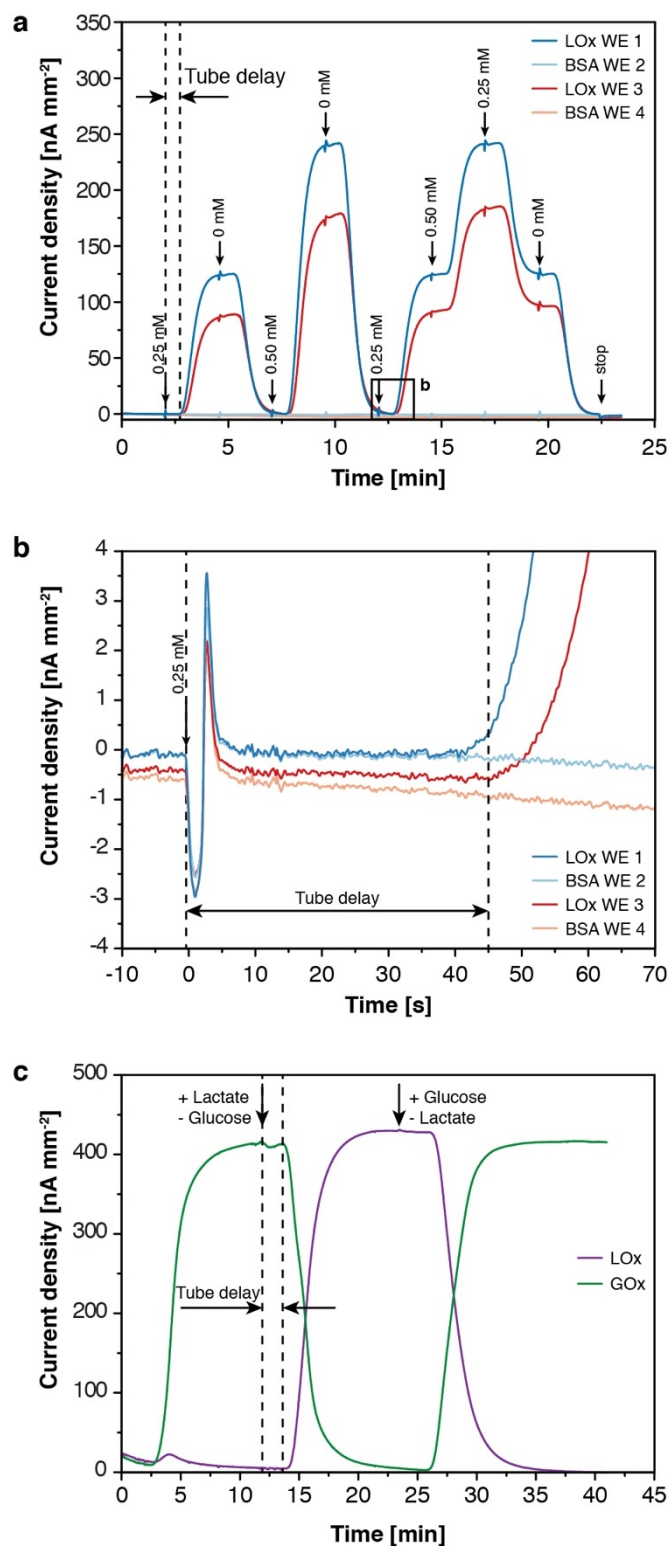 a
Current density [nA mm-2]
350
300
250
200
150
100
50
0
0
5
10
15
20
25
Time [min]
Tube delay
0.25 mM
0 mM
0.50 mM
0 mM
0.25 mM
b
0.50 mM
0.25 mM
0 mM
stop
LOx WE 1
BSA WE 2
LOx WE 3
BSA WE 4
b
Current density [nA mm-2]
4
3
2
1
0
-1
-2
-3
-4
-10
0
10
20
30
40
50
60
70
Time [s]
0.25 mM
Tube delay
LOx WE 1
BSA WE 2
LOx WE 3
BSA WE 4
c
Current density [nA mm-2]
500
400
300
200
100
0
0
5
10
15
20
25
30
35
40
45
Time [min]
+ Lactate
- Glucose
+ Glucose
- Lactate
Tube delay
LOx
GOx